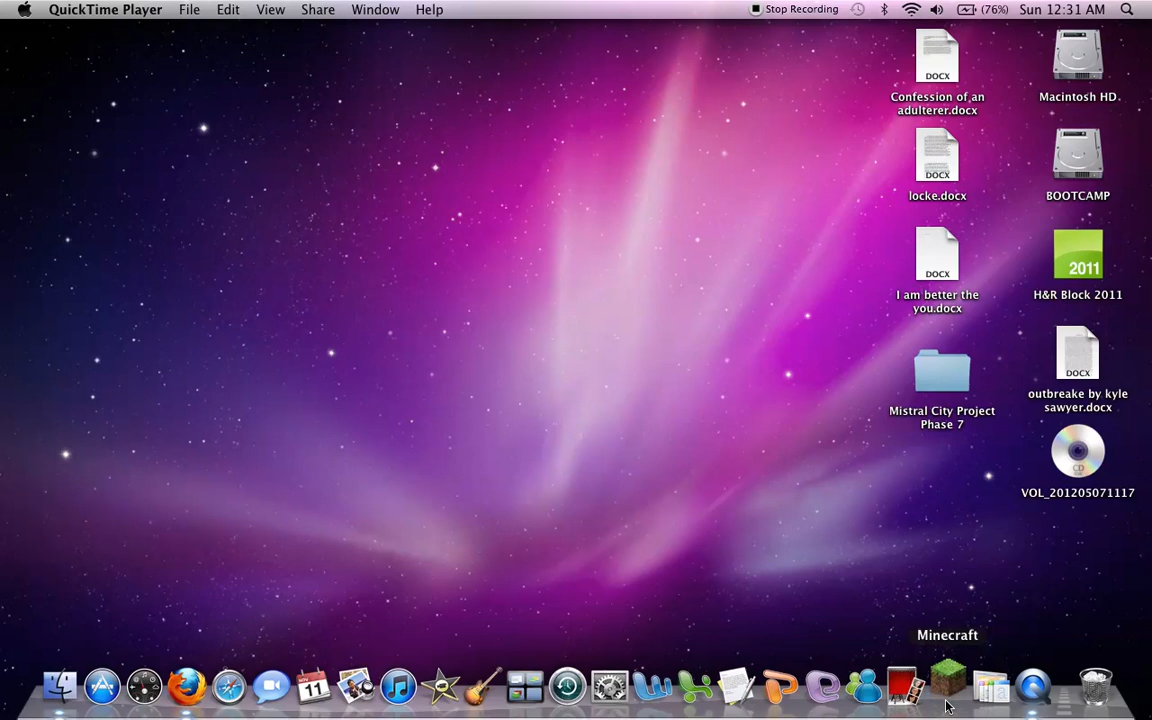 QuickTime Player File Edit View Share Window Help Stop Recording (76%) Sun 12:31 AM
DOCX
Confession of an
adulterer.docx
Macintosh HD
DOCX
locke.docx
BOOTCAMP
DOCX
I am better the
you.docx
2011
H&R Block 2011
Mistral City Project
Phase 7
DOCX
outbreake by kyle
sawyer.docx
CD
VOL_201205071117
Minecraft
11